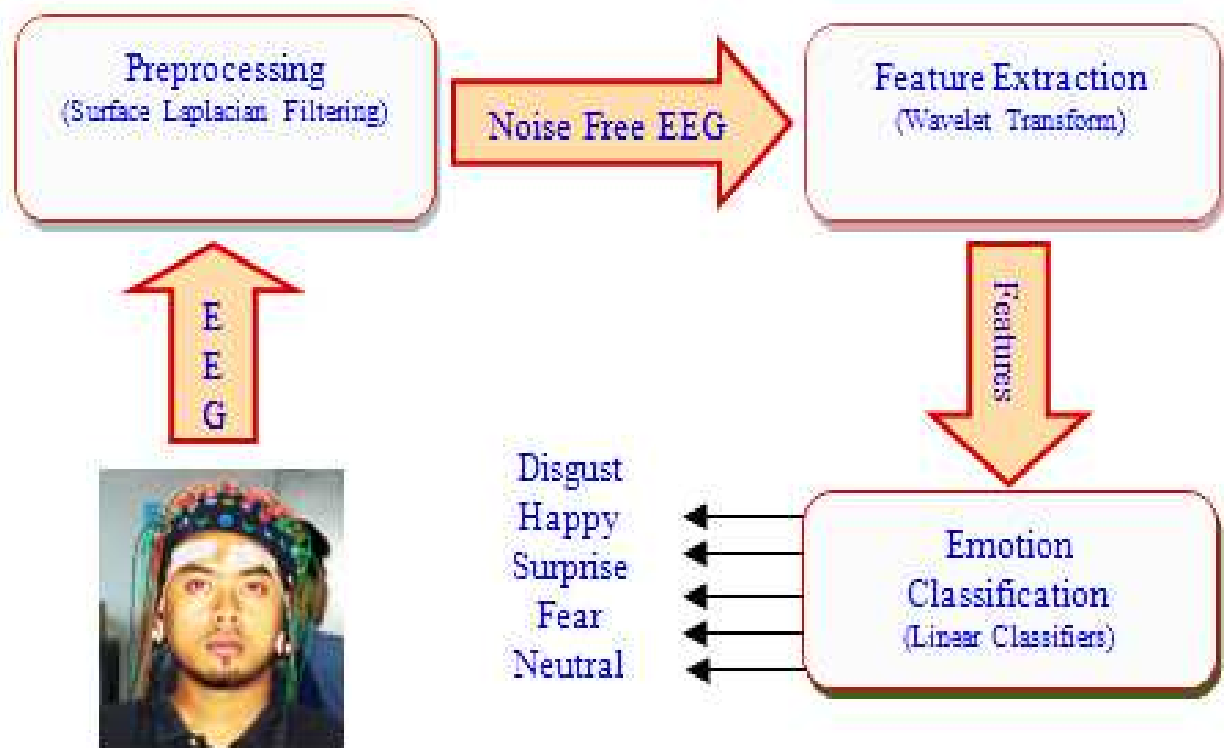 Preprocessing
(Surface Laplacian Filtering)
Noise Free EEG
Feature Extraction
(Wavelet Transform)
E
E
G
Features
Disgust
Happy
Surprise
Fear
Neutral
Emotion
Classification
(Linear Classifiers)